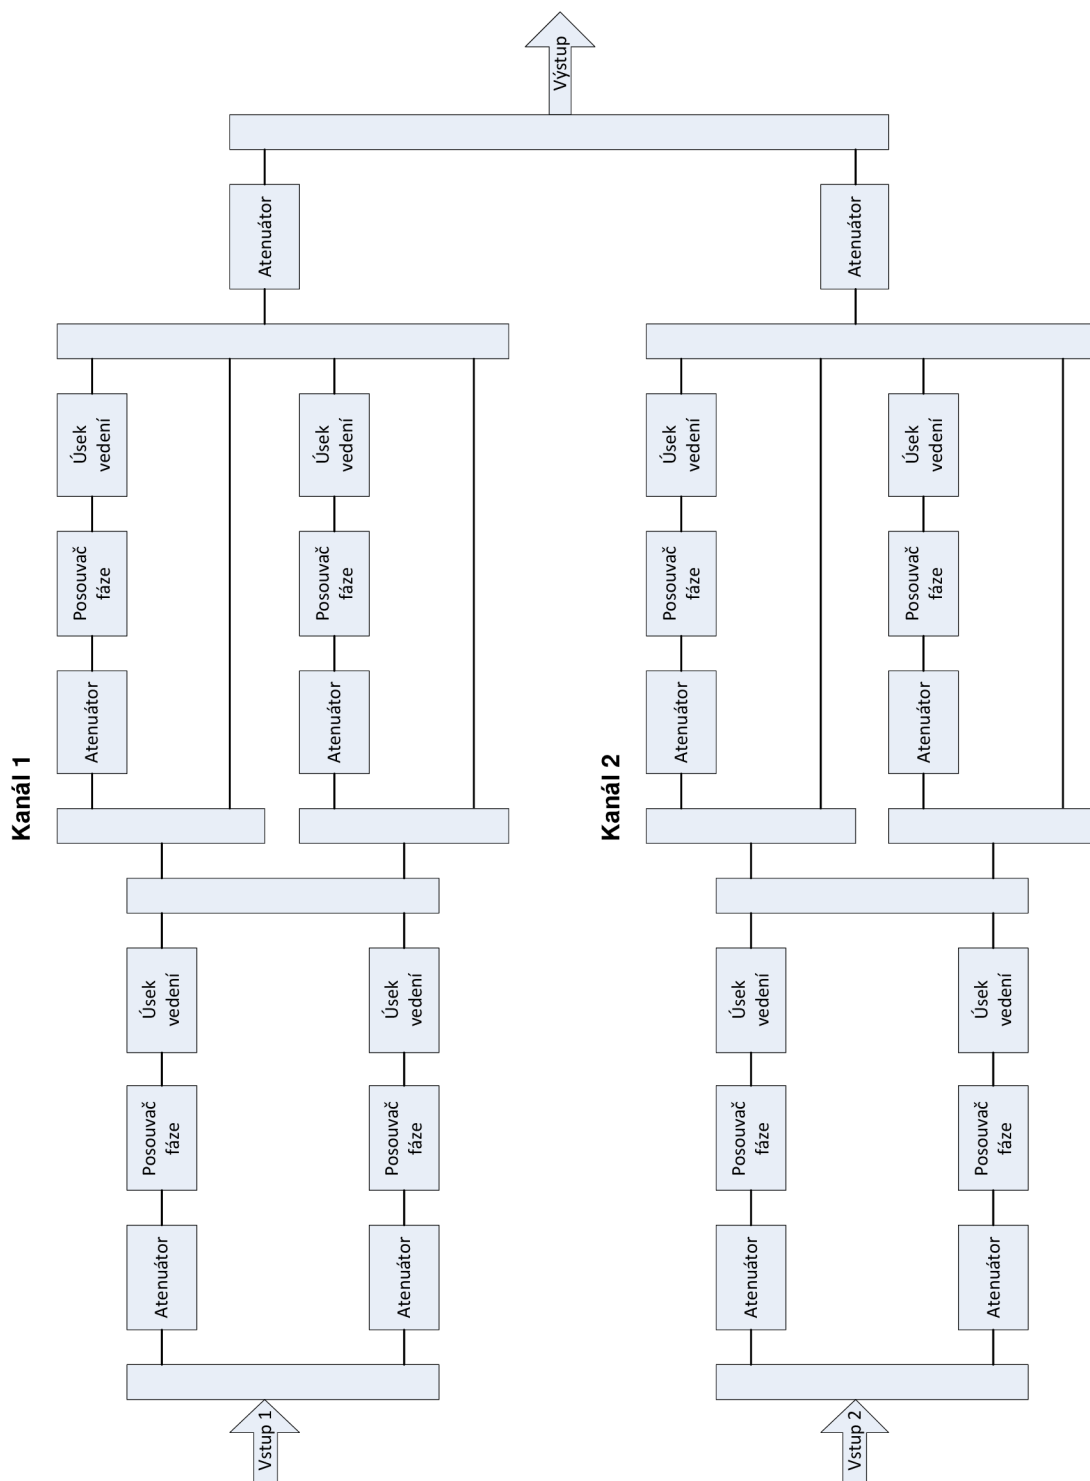 Kanál 1
Vstup 1
Atenuátor
Posouvač
fáze
Úsek
vedení
Atenuátor
Posouvač
fáze
Úsek
vedení
Atenuátor
Posouvač
fáze
Úsek
vedení
Atenuátor
Posouvač
fáze
Úsek
vedení
Atenuátor
Výstup
Kanál 2
Vstup 2
Atenuátor
Posouvač
fáze
Úsek
vedení
Atenuátor
Posouvač
fáze
Úsek
vedení
Atenuátor
Posouvač
fáze
Úsek
vedení
Atenuátor
Posouvač
fáze
Úsek
vedení
Atenuátor